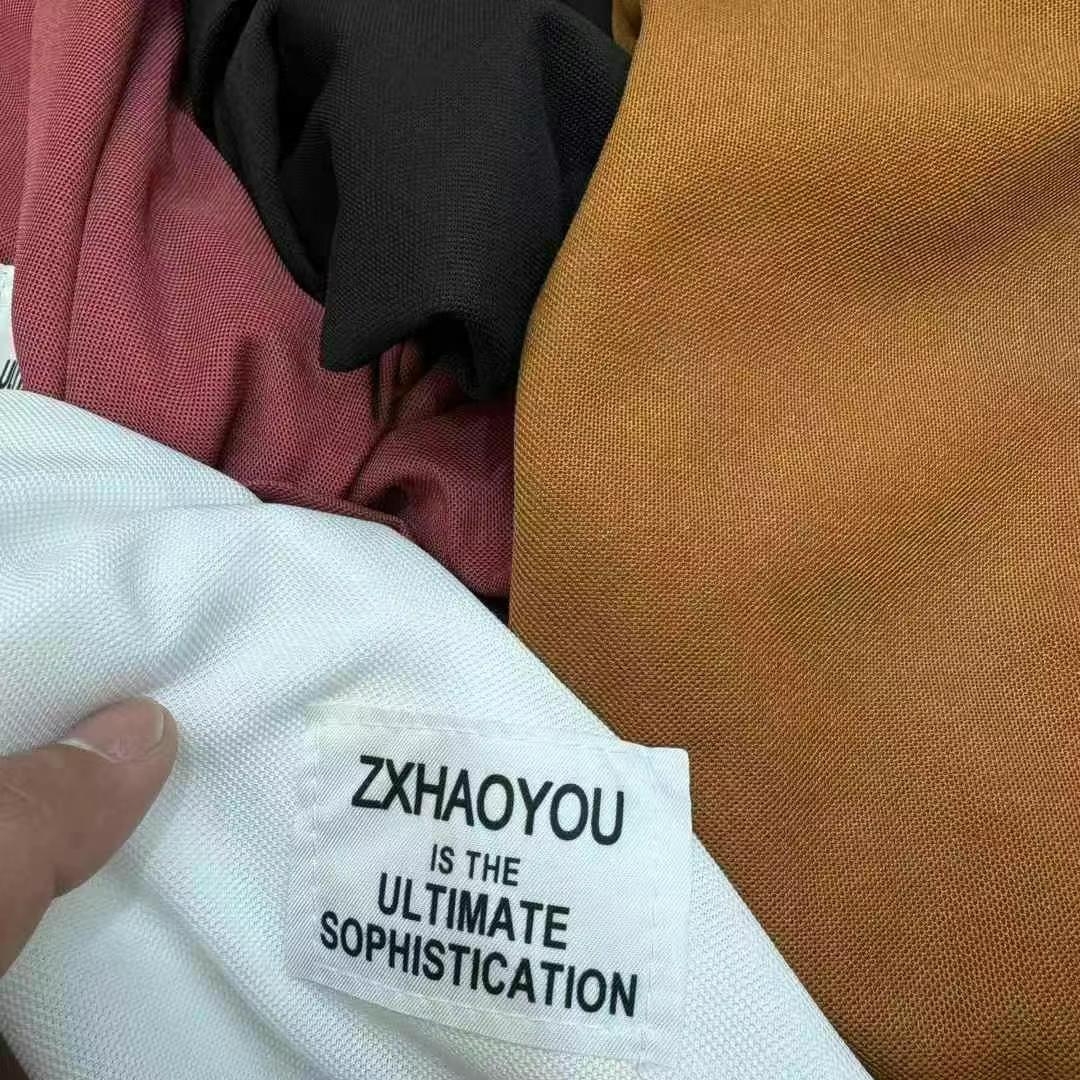 ZXHAOYOU
IS THE
ULTIMATE
SOPHISTICATION